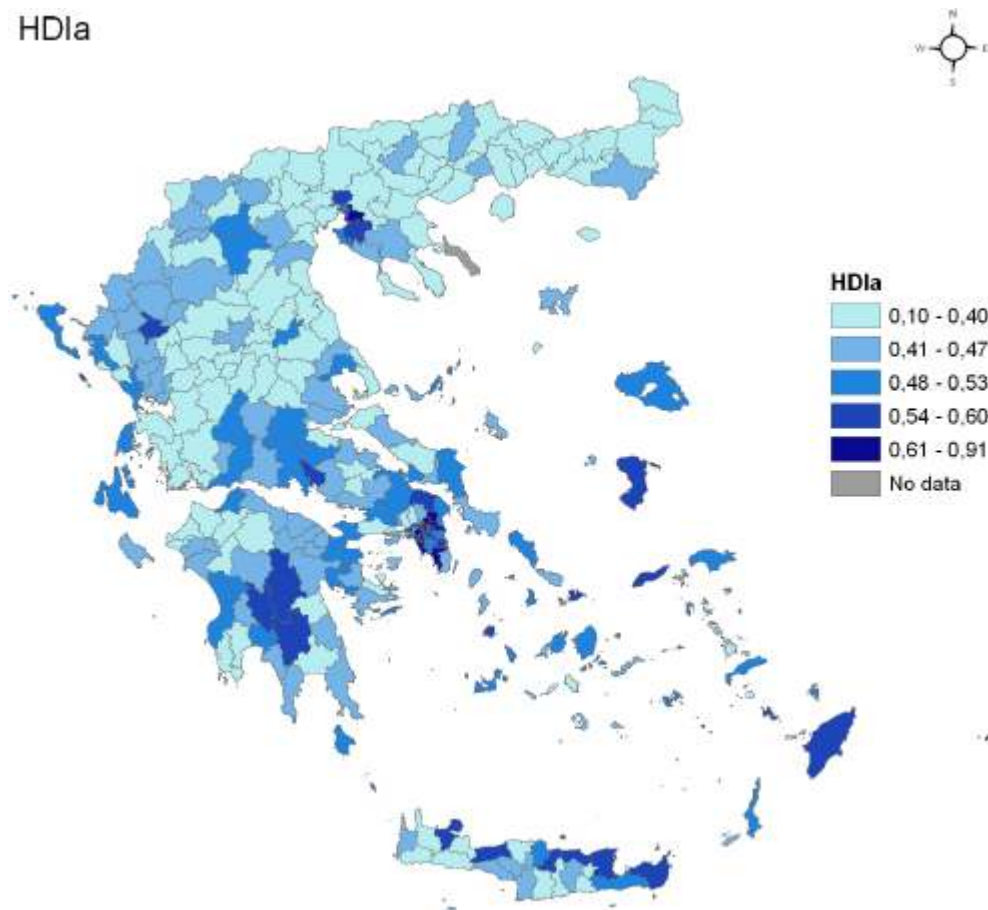 HDIa
N
W E
S
HDIa
0,10 - 0,40
0,41 - 0,47
0,48 - 0,53
0,54 - 0,60
0,61 - 0,91
No data